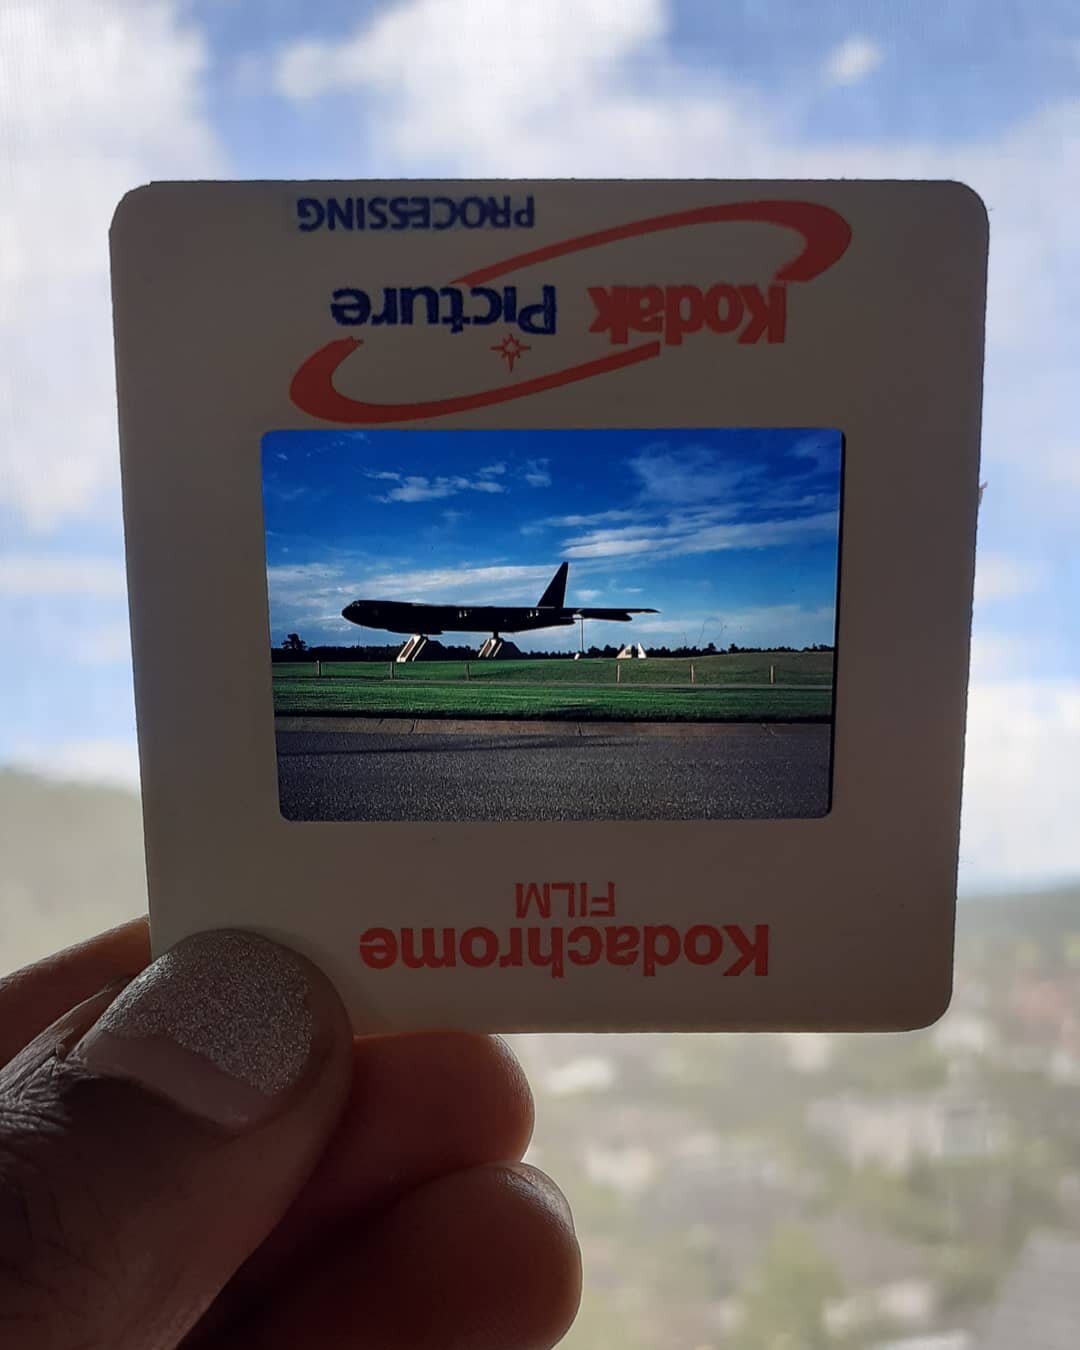 Kodachrome
FILM
Kodak Picture
PROCESSING